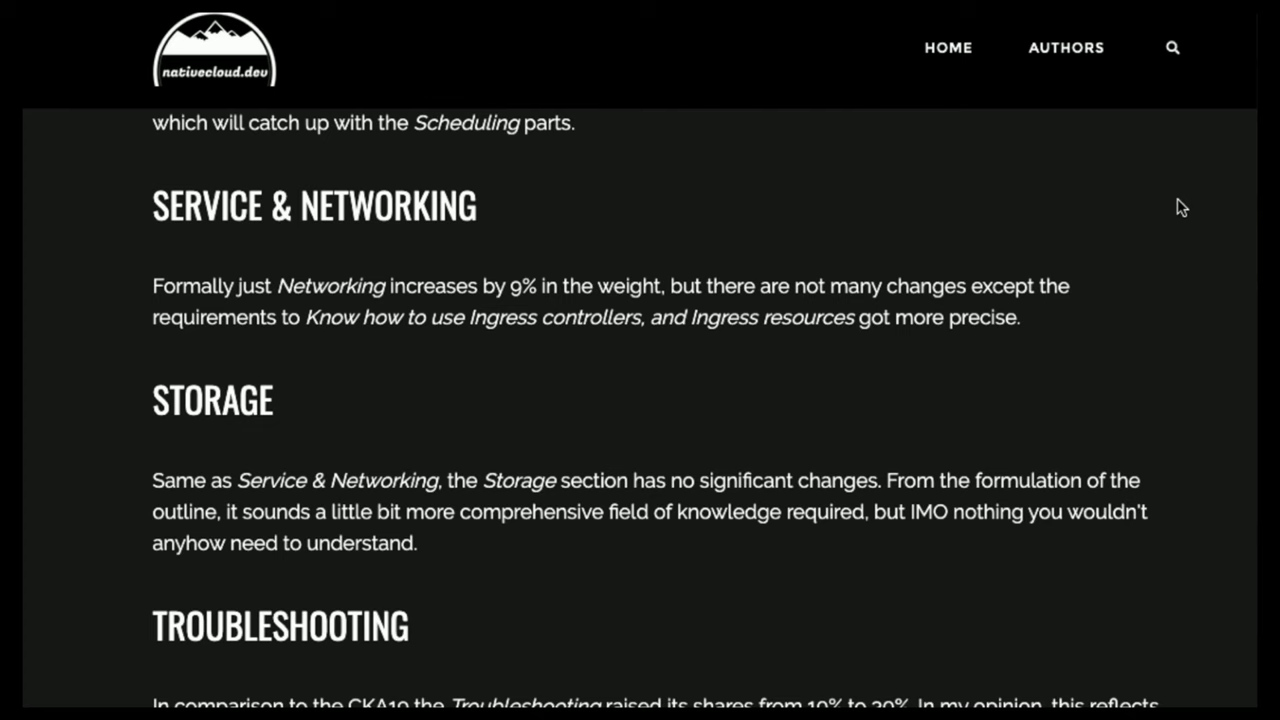 nativecloud.dev
HOME
AUTHORS
which will catch up with the Scheduling parts.
SERVICE & NETWORKING
Formally just Networking increases by 9% in the weight, but there are not many changes except the
requirements to Know how to use Ingress controllers, and Ingress resources got more precise.
STORAGE
Same as Service & Networking, the Storage section has no significant changes. From the formulation of the
outline, it sounds a little bit more comprehensive field of knowledge required, but IMO nothing you wouldn't
anyhow need to understand.
TROUBLESHOOTING
In comparison to the CKA19 the Troubleshooting raised its shares from 10% to 30%. In my opinion, this reflects